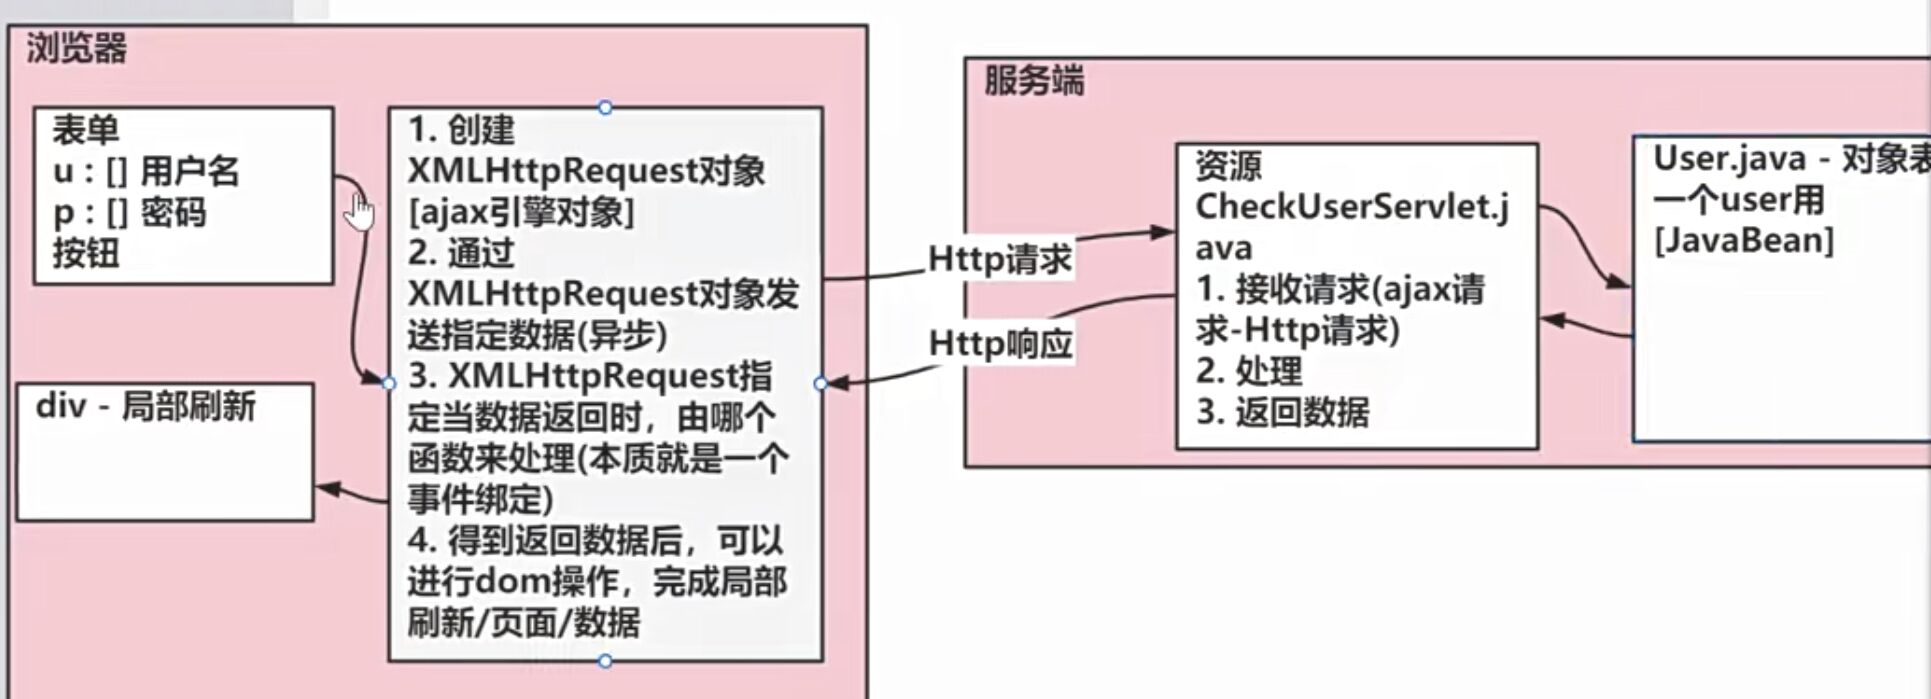 浏览器
表单
u : [] 用户名
p : [] 密码
按钮
div - 局部刷新
1. 创建
XMLHttpRequest对象
[ajax引擎对象]
2. 通过
XMLHttpRequest对象发
送指定数据(异步)
3. XMLHttpRequest指
定当数据返回时，由哪个
函数来处理(本质就是一个
事件绑定)
4. 得到返回数据后，可以
进行dom操作，完成局部
刷新/页面/数据
Http请求
Http响应
服务端
资源
CheckUserServlet.j
ava
1. 接收请求(ajax请
求-Http请求)
2. 处理
3. 返回数据
User.java - 对象表
一个user用
[JavaBean]